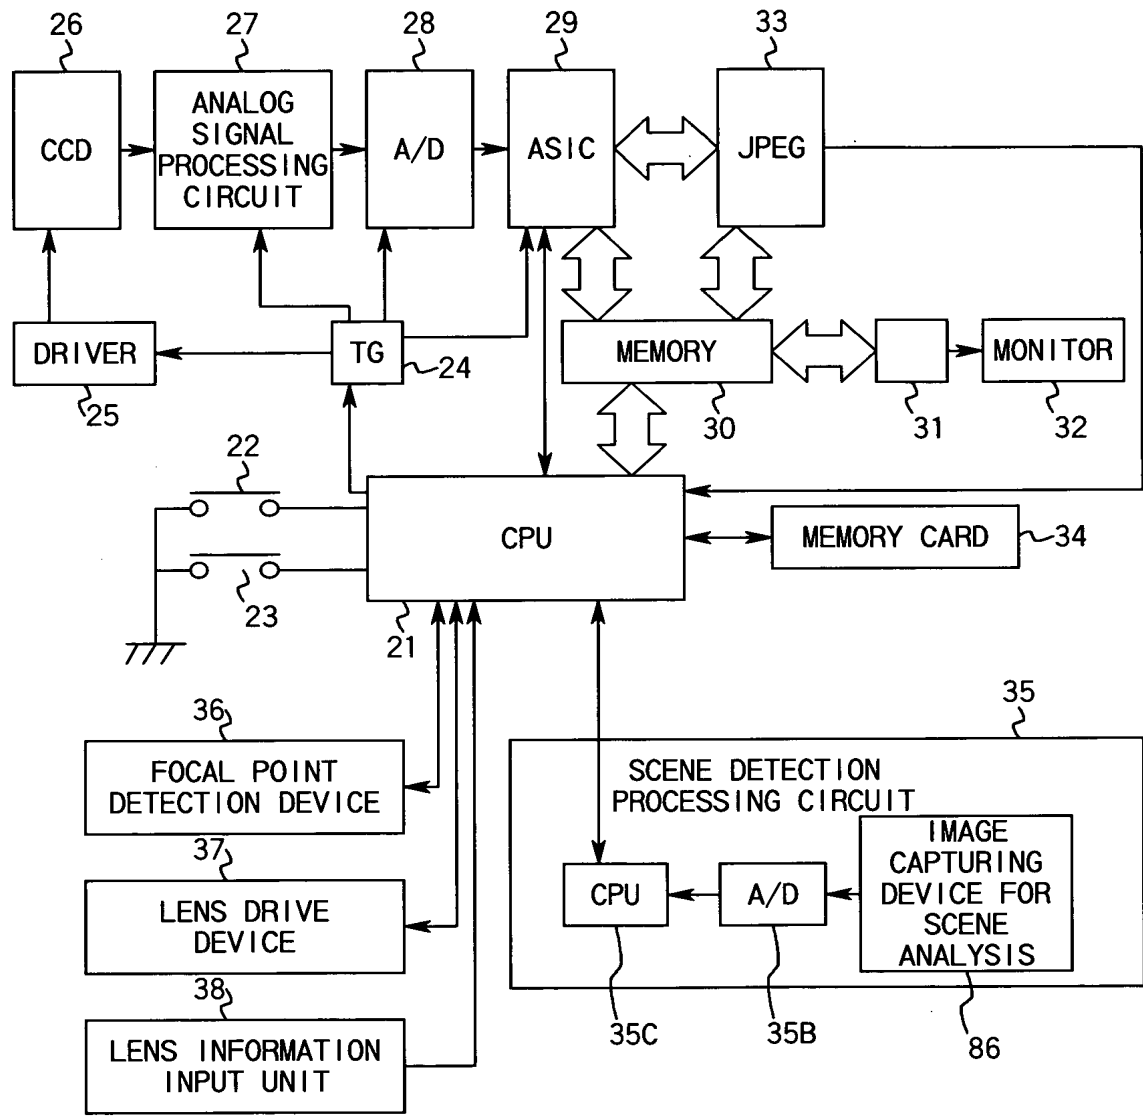 26
27
28
29
33
CCD
ANALOG
SIGNAL
PROCESSING
CIRCUIT
A/D
ASIC
JPEG
DRIVER
TG
24
MEMORY
MONITOR
25
30
31
32
22
CPU
MEMORY CARD
34
23
21
36
35
FOCAL POINT
DETECTION DEVICE
SCENE DETECTION
PROCESSING CIRCUIT
37
LENS DRIVE
DEVICE
CPU
A/D
IMAGE
CAPTURING
DEVICE FOR
SCENE
ANALYSIS
38
LENS INFORMATION
INPUT UNIT
35C
35B
86